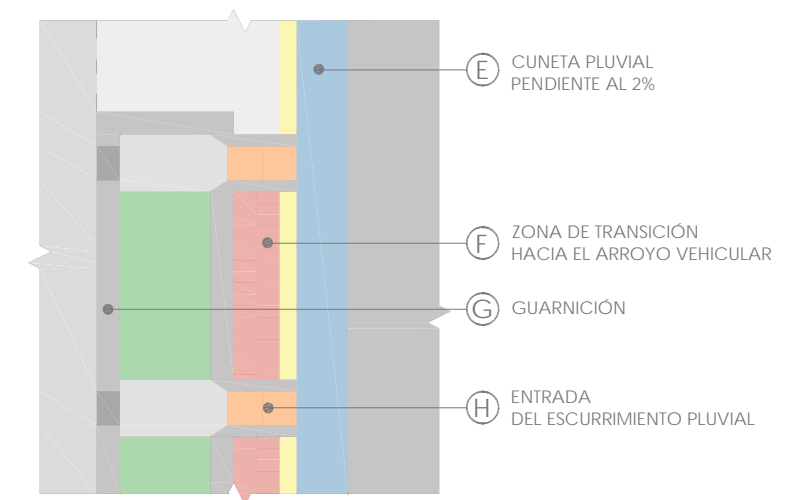 E CUNETA PLUVIAL
PENDIENTE AL 2%
F ZONA DE TRANSICIÓN
HACIA EL ARROYO VEHICULAR
G GUARNICIÓN
H ENTRADA
DEL ESCURRIMIENTO PLUVIAL